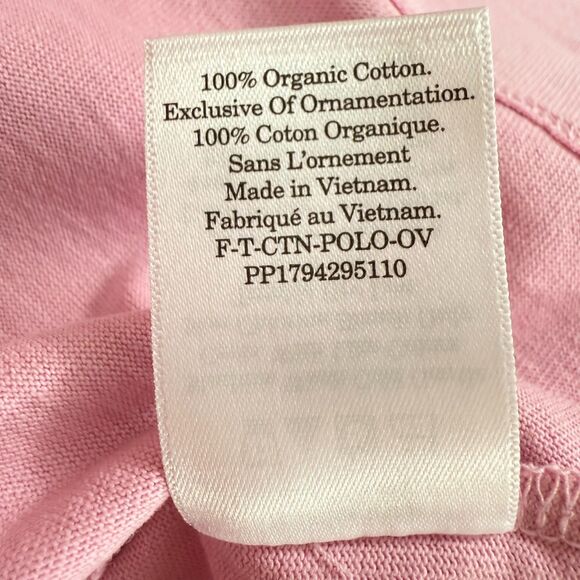 100% Organic Cotton.
Exclusive Of Ornamentation.
100% Coton Organique.
Sans L'ornement
Made in Vietnam.
Fabriqué au Vietnam.
F-T-CTN-POLO-OV
PP1794295110